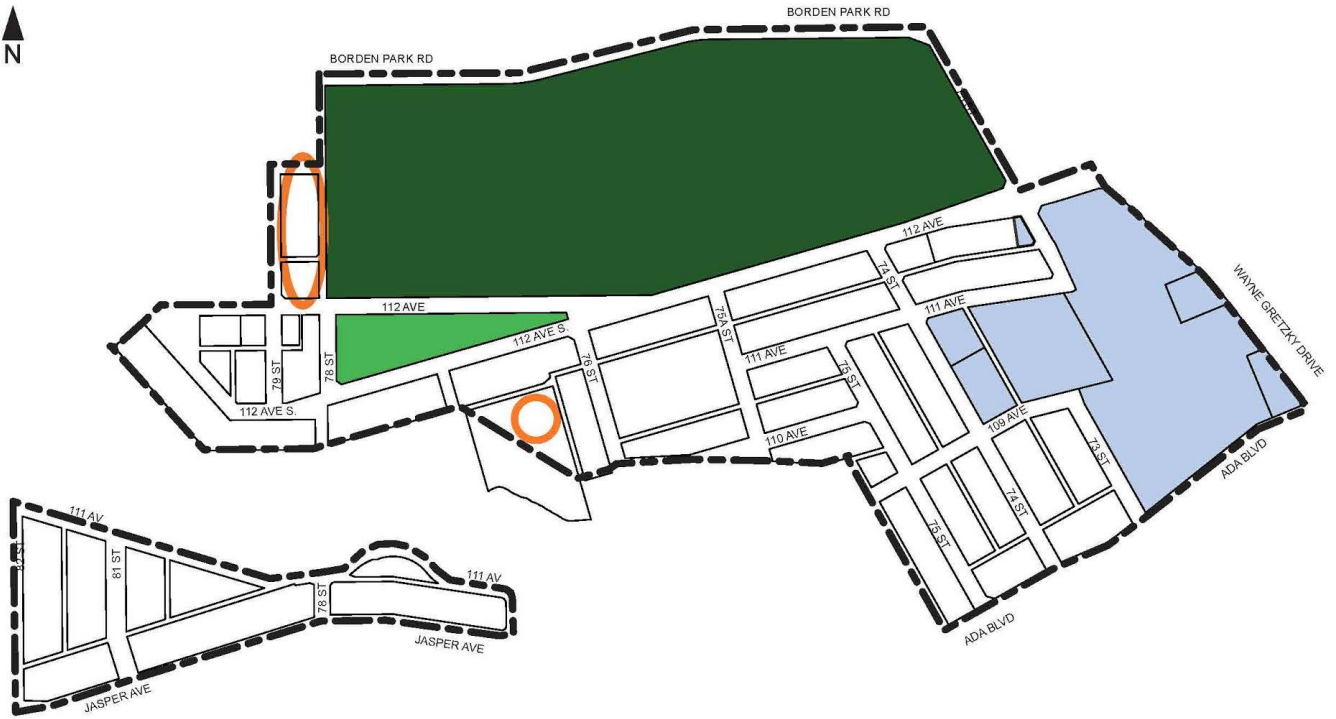 BORDEN PARK RD
N
BORDEN PARK RD
112 AVE
74 ST
WAYNE GRETZKY DRIVE
112 AVE
75A ST
111 AVE
112 AVE S.
76 ST
111 AVE
75 ST
79 ST
78 ST
112 AVE S.
109 AVE
110 AVE
73 ST
ADA BLVD
74 ST
75 ST
ADA BLVD
111 AV
82 ST
81 ST
78 ST
111 AV
JASPER AVE
JASPER AVE